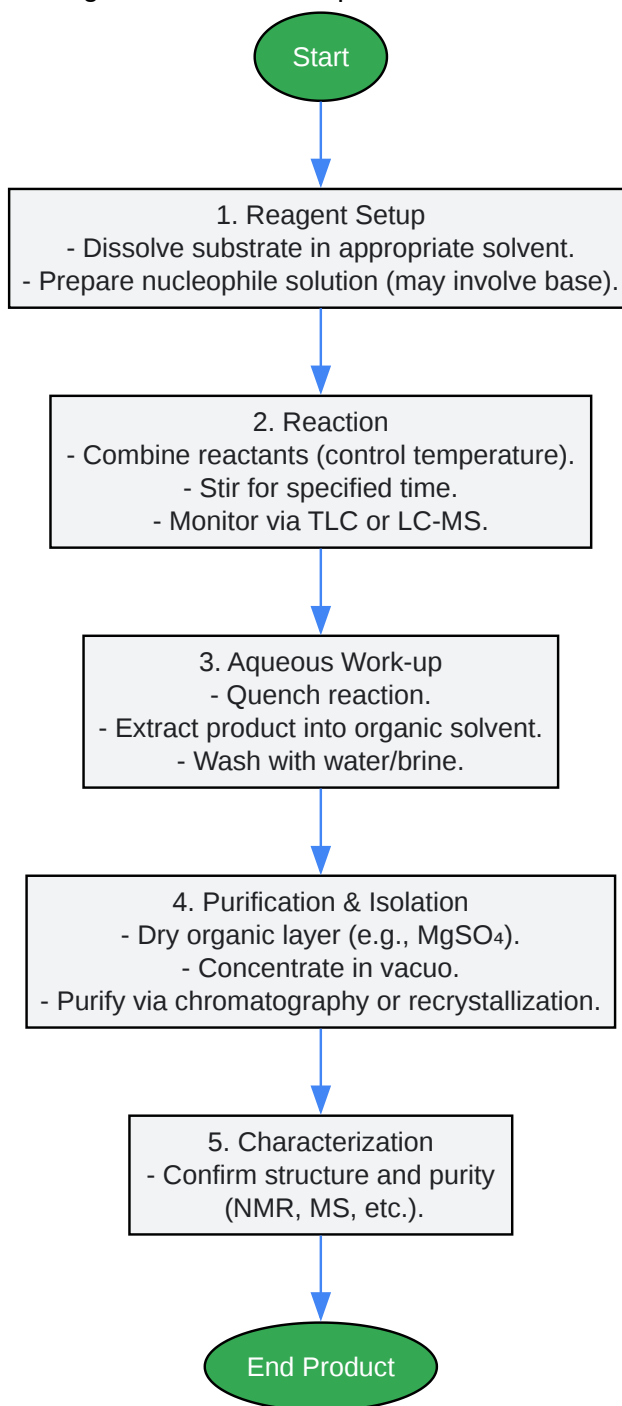 Start
1. Reagent Setup
- Dissolve substrate in appropriate solvent.
- Prepare nucleophile solution (may involve base).
2. Reaction
- Combine reactants (control temperature).
- Stir for specified time.
- Monitor via TLC or LC-MS.
3. Aqueous Work-up
- Quench reaction.
- Extract product into organic solvent.
- Wash with water/brine.
4. Purification & Isolation
- Dry organic layer (e.g., MgSO₄).
- Concentrate in vacuo.
- Purify via chromatography or recrystallization.
5. Characterization
- Confirm structure and purity
(NMR, MS, etc.).
End Product